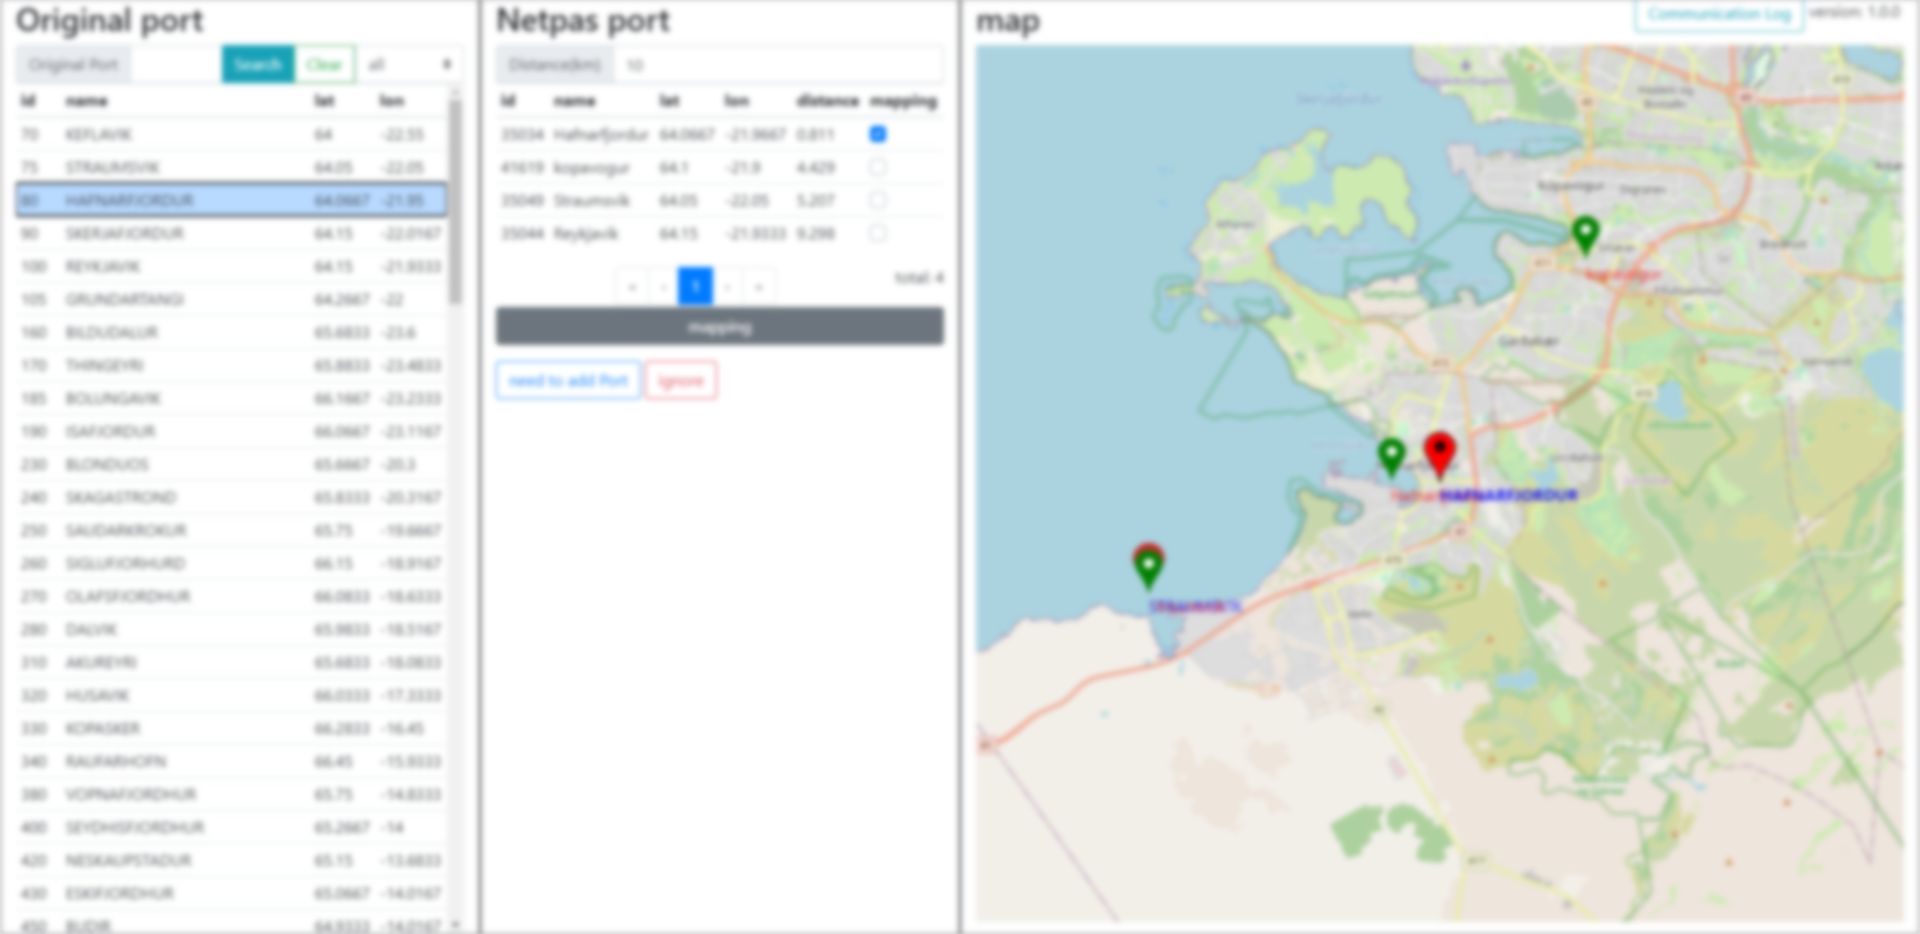 Original port
Original Port Search Clear all
id name lat lon
70 KEFLAVIK 64 -22.55
75 STRAUMSVIK 64.05 -22.05
80 HAFNARFJORDUR 64.0667 -21.95
90 SKERJAFJORDUR 64.15 -22.0167
100 REYKJAVIK 64.15 -21.9333
105 GRUNDARTANGI 64.2667 -22
160 BILDUDALUR 65.6833 -23.6
170 THINGEYRI 65.8833 -23.4833
185 BOLUNGAVIK 66.1667 -23.2333
190 ISAFJORDUR 66.0667 -23.1167
230 BLONDUOS 65.6667 -20.3
240 SKAGASTROND 65.8333 -20.3167
250 SAUDARKROKUR 65.75 -19.6667
260 SIGLUFJORHURD 66.15 -18.9167
270 OLAFSFJORDHUR 66.0833 -18.6333
280 DALVIK 65.9833 -18.5167
310 AKUREYRI 65.6833 -18.0833
320 HUSAVIK 66.0333 -17.3333
330 KOPASKER 66.2833 -16.45
340 RAUFARHOFN 66.45 -15.9333
380 VOPNAFJORDHUR 65.75 -14.8333
400 SEYDHISFJORDHUR 65.2667 -14
420 NESKAUPSTADUR 65.15 -13.6833
430 ESKIFJORDHUR 65.0667 -14.0167
450 BUDIR 64.9333 -14.0167
Netpas port
Distance(km) 10
id name lat lon distance mapping
35034 Hafnarfjordur 64.0667 -21.9667 0.811
41619 kopavogur 64.1 -21.9 4.429
35049 Straumsvik 64.05 -22.05 5.207
35044 Reykjavik 64.15 -21.9333 9.298
« ‹ 1 › »
total: 4
mapping
need to add Port ignore
map
Communication Log version: 1.0.0
Kópavogur
kopavogur
Garðabær
HAFNARFJORDUR